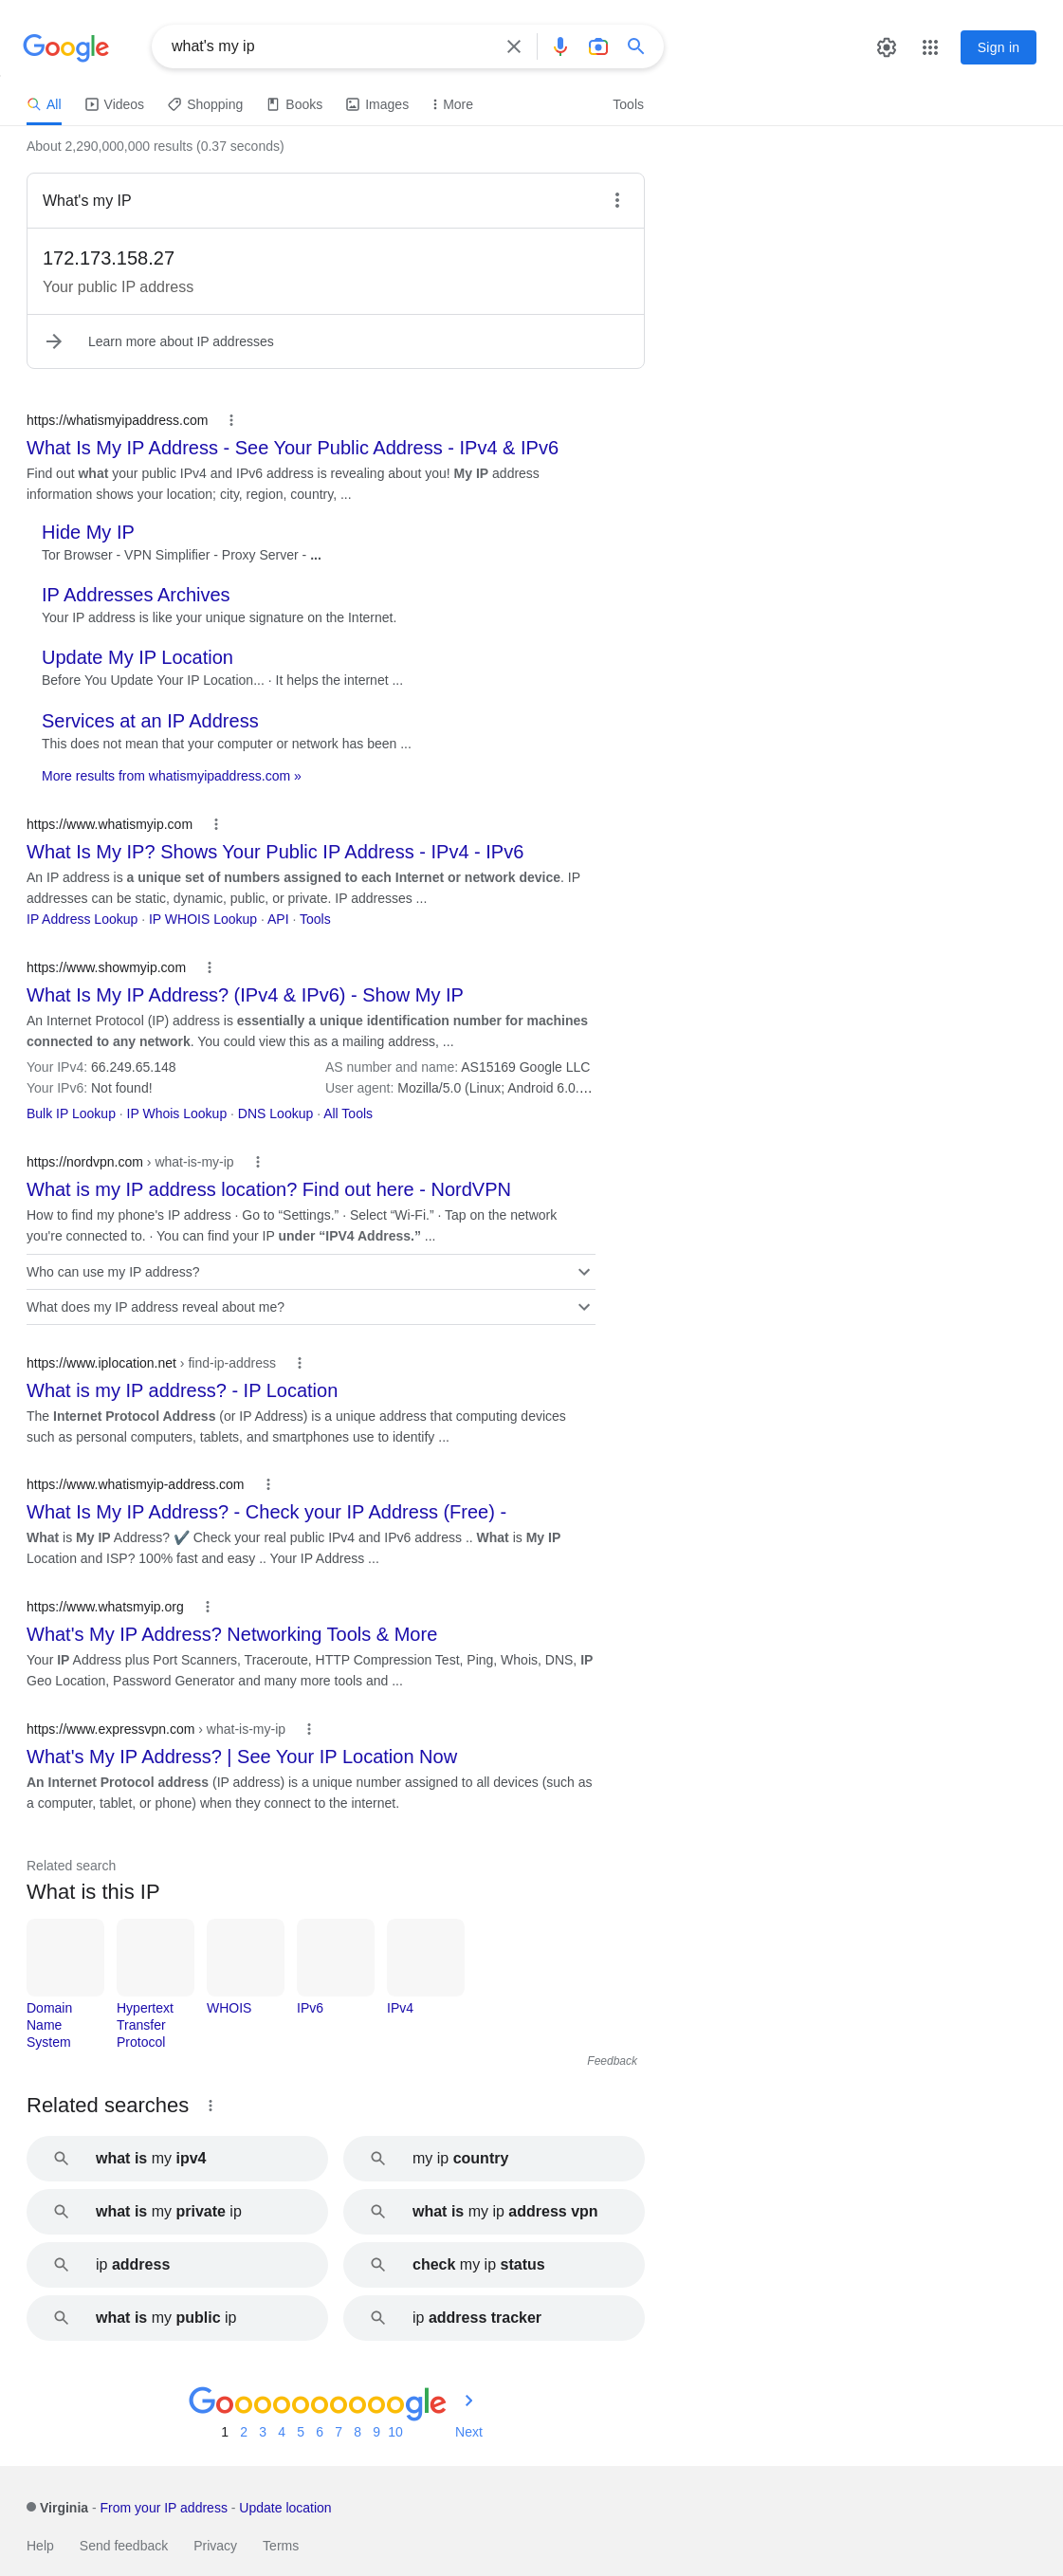 Google
what's my ip
Sign in
All Videos Shopping Books Images More Tools
About 2,290,000,000 results (0.37 seconds)
What's my IP
172.173.158.27
Your public IP address
Learn more about IP addresses
https://whatismyipaddress.com
What Is My IP Address - See Your Public Address - IPv4 & IPv6
Find out what your public IPv4 and IPv6 address is revealing about you! My IP address
information shows your location; city, region, country, ...
Hide My IP
Tor Browser - VPN Simplifier - Proxy Server - ...
IP Addresses Archives
Your IP address is like your unique signature on the Internet.
Update My IP Location
Before You Update Your IP Location... · It helps the internet ...
Services at an IP Address
This does not mean that your computer or network has been ...
More results from whatismyipaddress.com »
https://www.whatismyip.com
What Is My IP? Shows Your Public IP Address - IPv4 - IPv6
An IP address is a unique set of numbers assigned to each Internet or network device. IP
addresses can be static, dynamic, public, or private. IP addresses ...
IP Address Lookup · IP WHOIS Lookup · API · Tools
https://www.showmyip.com
What Is My IP Address? (IPv4 & IPv6) - Show My IP
An Internet Protocol (IP) address is essentially a unique identification number for machines
connected to any network. You could view this as a mailing address, ...
Your IPv4: 66.249.65.148 AS number and name: AS15169 Google LLC
Your IPv6: Not found! User agent: Mozilla/5.0 (Linux; Android 6.0....
Bulk IP Lookup · IP Whois Lookup · DNS Lookup · All Tools
https://nordvpn.com › what-is-my-ip
What is my IP address location? Find out here - NordVPN
How to find my phone's IP address · Go to “Settings.” · Select “Wi-Fi.” · Tap on the network
you're connected to. · You can find your IP under “IPV4 Address.” ...
Who can use my IP address?
What does my IP address reveal about me?
https://www.iplocation.net › find-ip-address
What is my IP address? - IP Location
The Internet Protocol Address (or IP Address) is a unique address that computing devices
such as personal computers, tablets, and smartphones use to identify ...
https://www.whatismyip-address.com
What Is My IP Address? - Check your IP Address (Free) -
What is My IP Address? ✔️ Check your real public IPv4 and IPv6 address .. What is My IP
Location and ISP? 100% fast and easy .. Your IP Address ...
https://www.whatsmyip.org
What's My IP Address? Networking Tools & More
Your IP Address plus Port Scanners, Traceroute, HTTP Compression Test, Ping, Whois, DNS, IP
Geo Location, Password Generator and many more tools and ...
https://www.expressvpn.com › what-is-my-ip
What's My IP Address? | See Your IP Location Now
An Internet Protocol address (IP address) is a unique number assigned to all devices (such as
a computer, tablet, or phone) when they connect to the internet.
Related search
What is this IP
Domain Name System
Hypertext Transfer Protocol
WHOIS
IPv6
IPv4
Feedback
Related searches
what is my ipv4
my ip country
what is my private ip
what is my ip address vpn
ip address
check my ip status
what is my public ip
ip address tracker
Goooooooooogle
1 2 3 4 5 6 7 8 9 10 Next
Virginia - From your IP address - Update location
Help Send feedback Privacy Terms